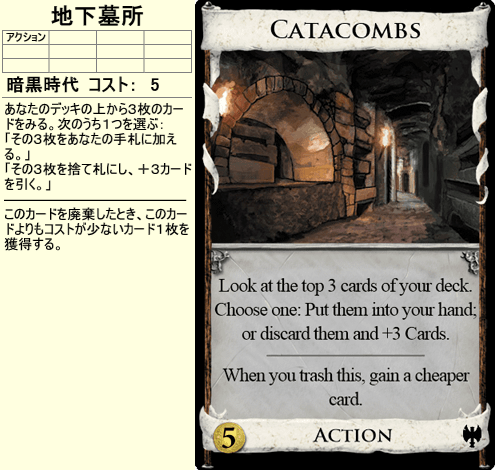 地下墓所
アクション
暗黒時代 コスト: 5
あなたのデッキの上から3枚のカー
ドをみる。次のうち1つを選ぶ:
「その3枚をあなたの手札に加え
る。」
「その3枚を捨て札にし、＋3カード
を引く。」
このカードを廃棄したとき、このカー
ドよりもコストが少ないカード1枚を
獲得する。
CATACOMBS
Look at the top 3 cards of your deck.
Choose one: Put them into your hand;
or discard them and +3 Cards.
When you trash this, gain a cheaper
card.
5
ACTION